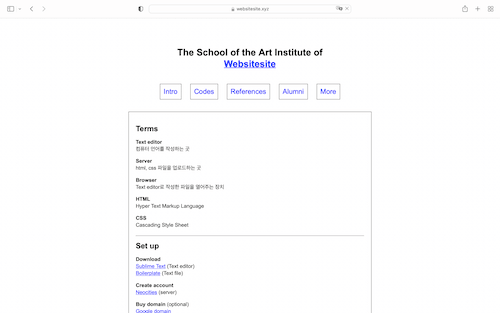 websitesite.xyz
The School of the Art Institute of
Websitesite
Intro
Codes
References
Alumni
More
Terms
Text editor
컴퓨터 언어를 작성하는 곳
Server
html, css 파일을 업로드하는 곳
Browser
Text editor로 작성한 파일을 열어주는 장치
HTML
Hyper Text Markup Language
CSS
Cascading Style Sheet
Set up
Download
Sublime Text (Text editor)
Boilerplate (Text file)
Create account
Neocities (server)
Buy domain (optional)
Google domain